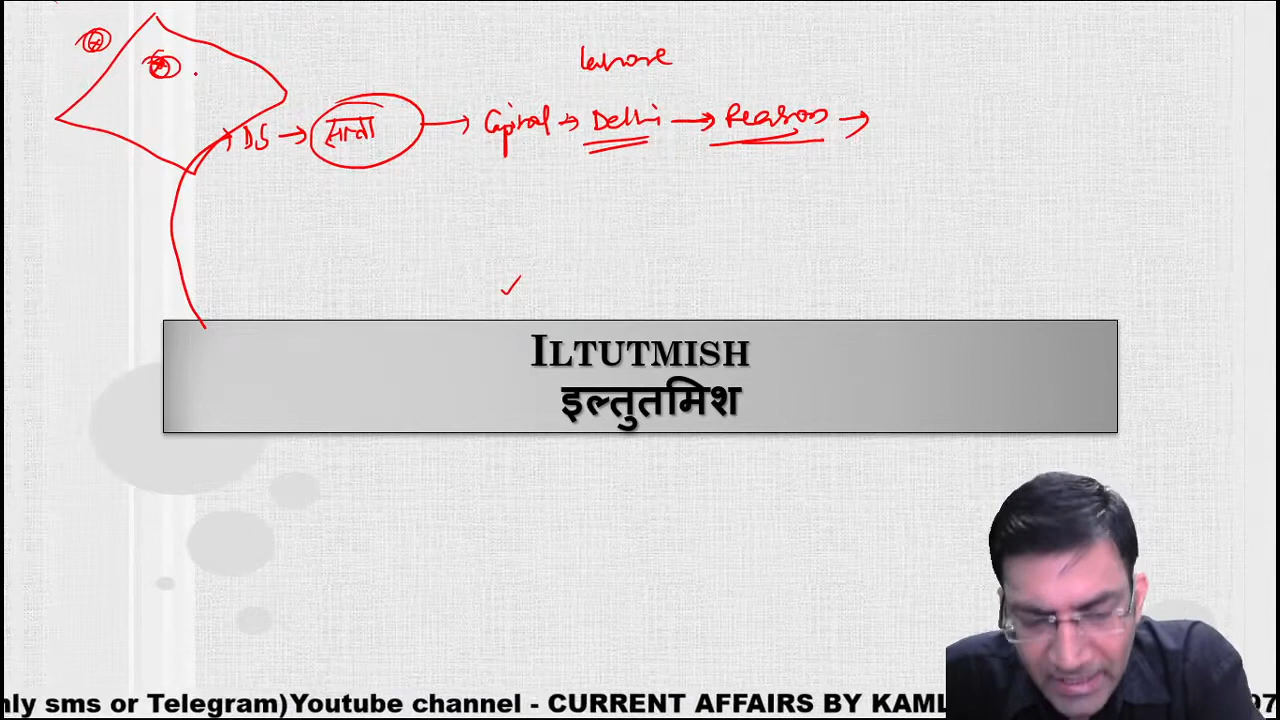 Lahore
→ DS → सत्ता → Capital → Delhi → Reason →
ILTUTMISH
इल्तुतमिश
nly sms or Telegram)Youtube channel - CURRENT AFFAIRS BY KAML
97